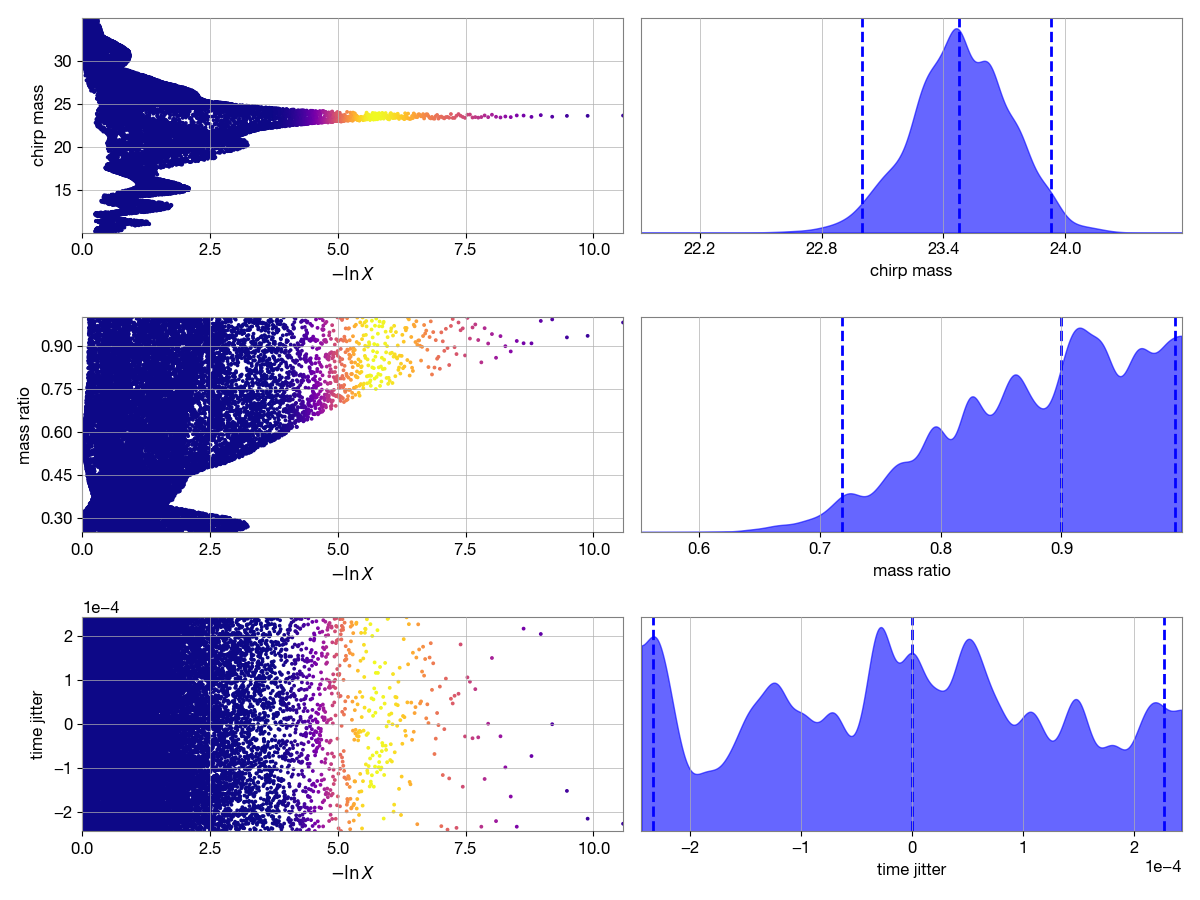 chirp mass
30
25
20
15
0.0 2.5 5.0 7.5 10.0
−ln X
22.2 22.8 23.4 24.0
chirp mass
mass ratio
0.90
0.75
0.60
0.45
0.30
0.0 2.5 5.0 7.5 10.0
−ln X
0.6 0.7 0.8 0.9
mass ratio
1e−4
time jitter
2
1
0
−1
−2
0.0 2.5 5.0 7.5 10.0
−ln X
−2 −1 0 1 2
time jitter
1e−4